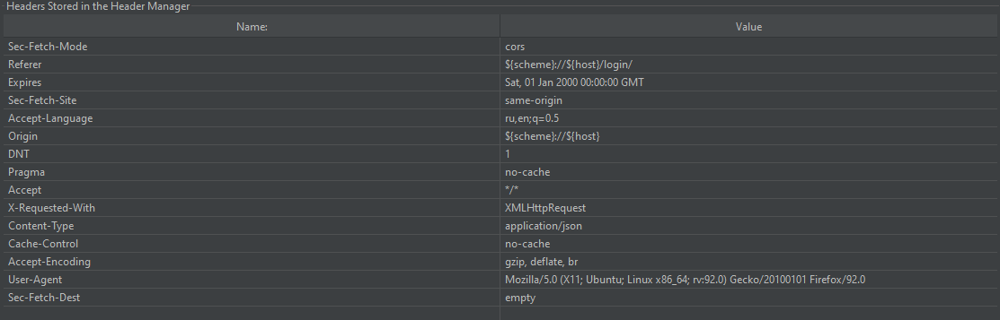 Headers Stored in the Header Manager
Name: Value
Sec-Fetch-Mode cors
Referer ${scheme}://${host}/login/
Expires Sat, 01 Jan 2000 00:00:00 GMT
Sec-Fetch-Site same-origin
Accept-Language ru,en;q=0.5
Origin ${scheme}://${host}
DNT 1
Pragma no-cache
Accept */*
X-Requested-With XMLHttpRequest
Content-Type application/json
Cache-Control no-cache
Accept-Encoding gzip, deflate, br
User-Agent Mozilla/5.0 (X11; Ubuntu; Linux x86_64; rv:92.0) Gecko/20100101 Firefox/92.0
Sec-Fetch-Dest empty